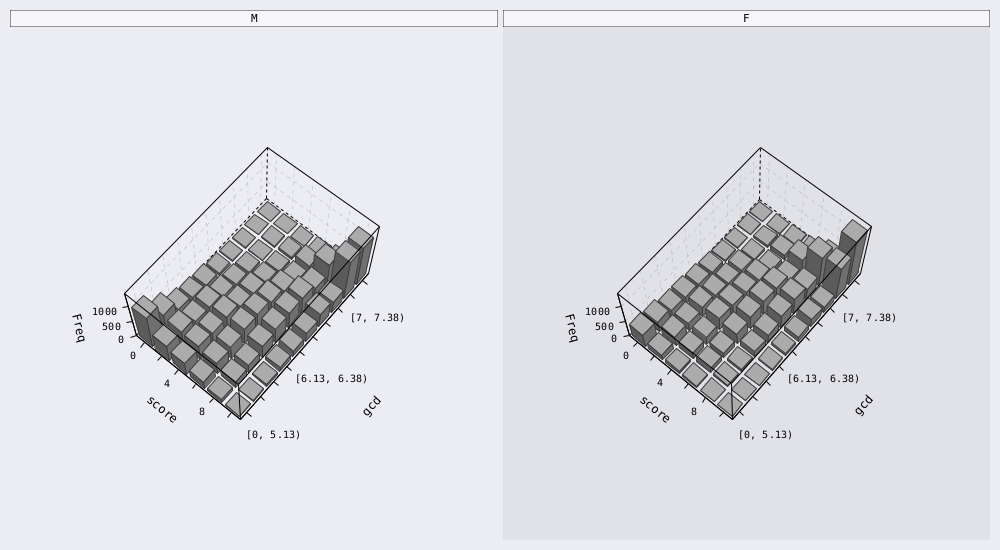 M
F
1000
500
0
Freq
0
4
8
score
[7, 7.38)
[6.13, 6.38)
[0, 5.13)
gcd
1000
500
0
Freq
0
4
8
score
[7, 7.38)
[6.13, 6.38)
[0, 5.13)
gcd